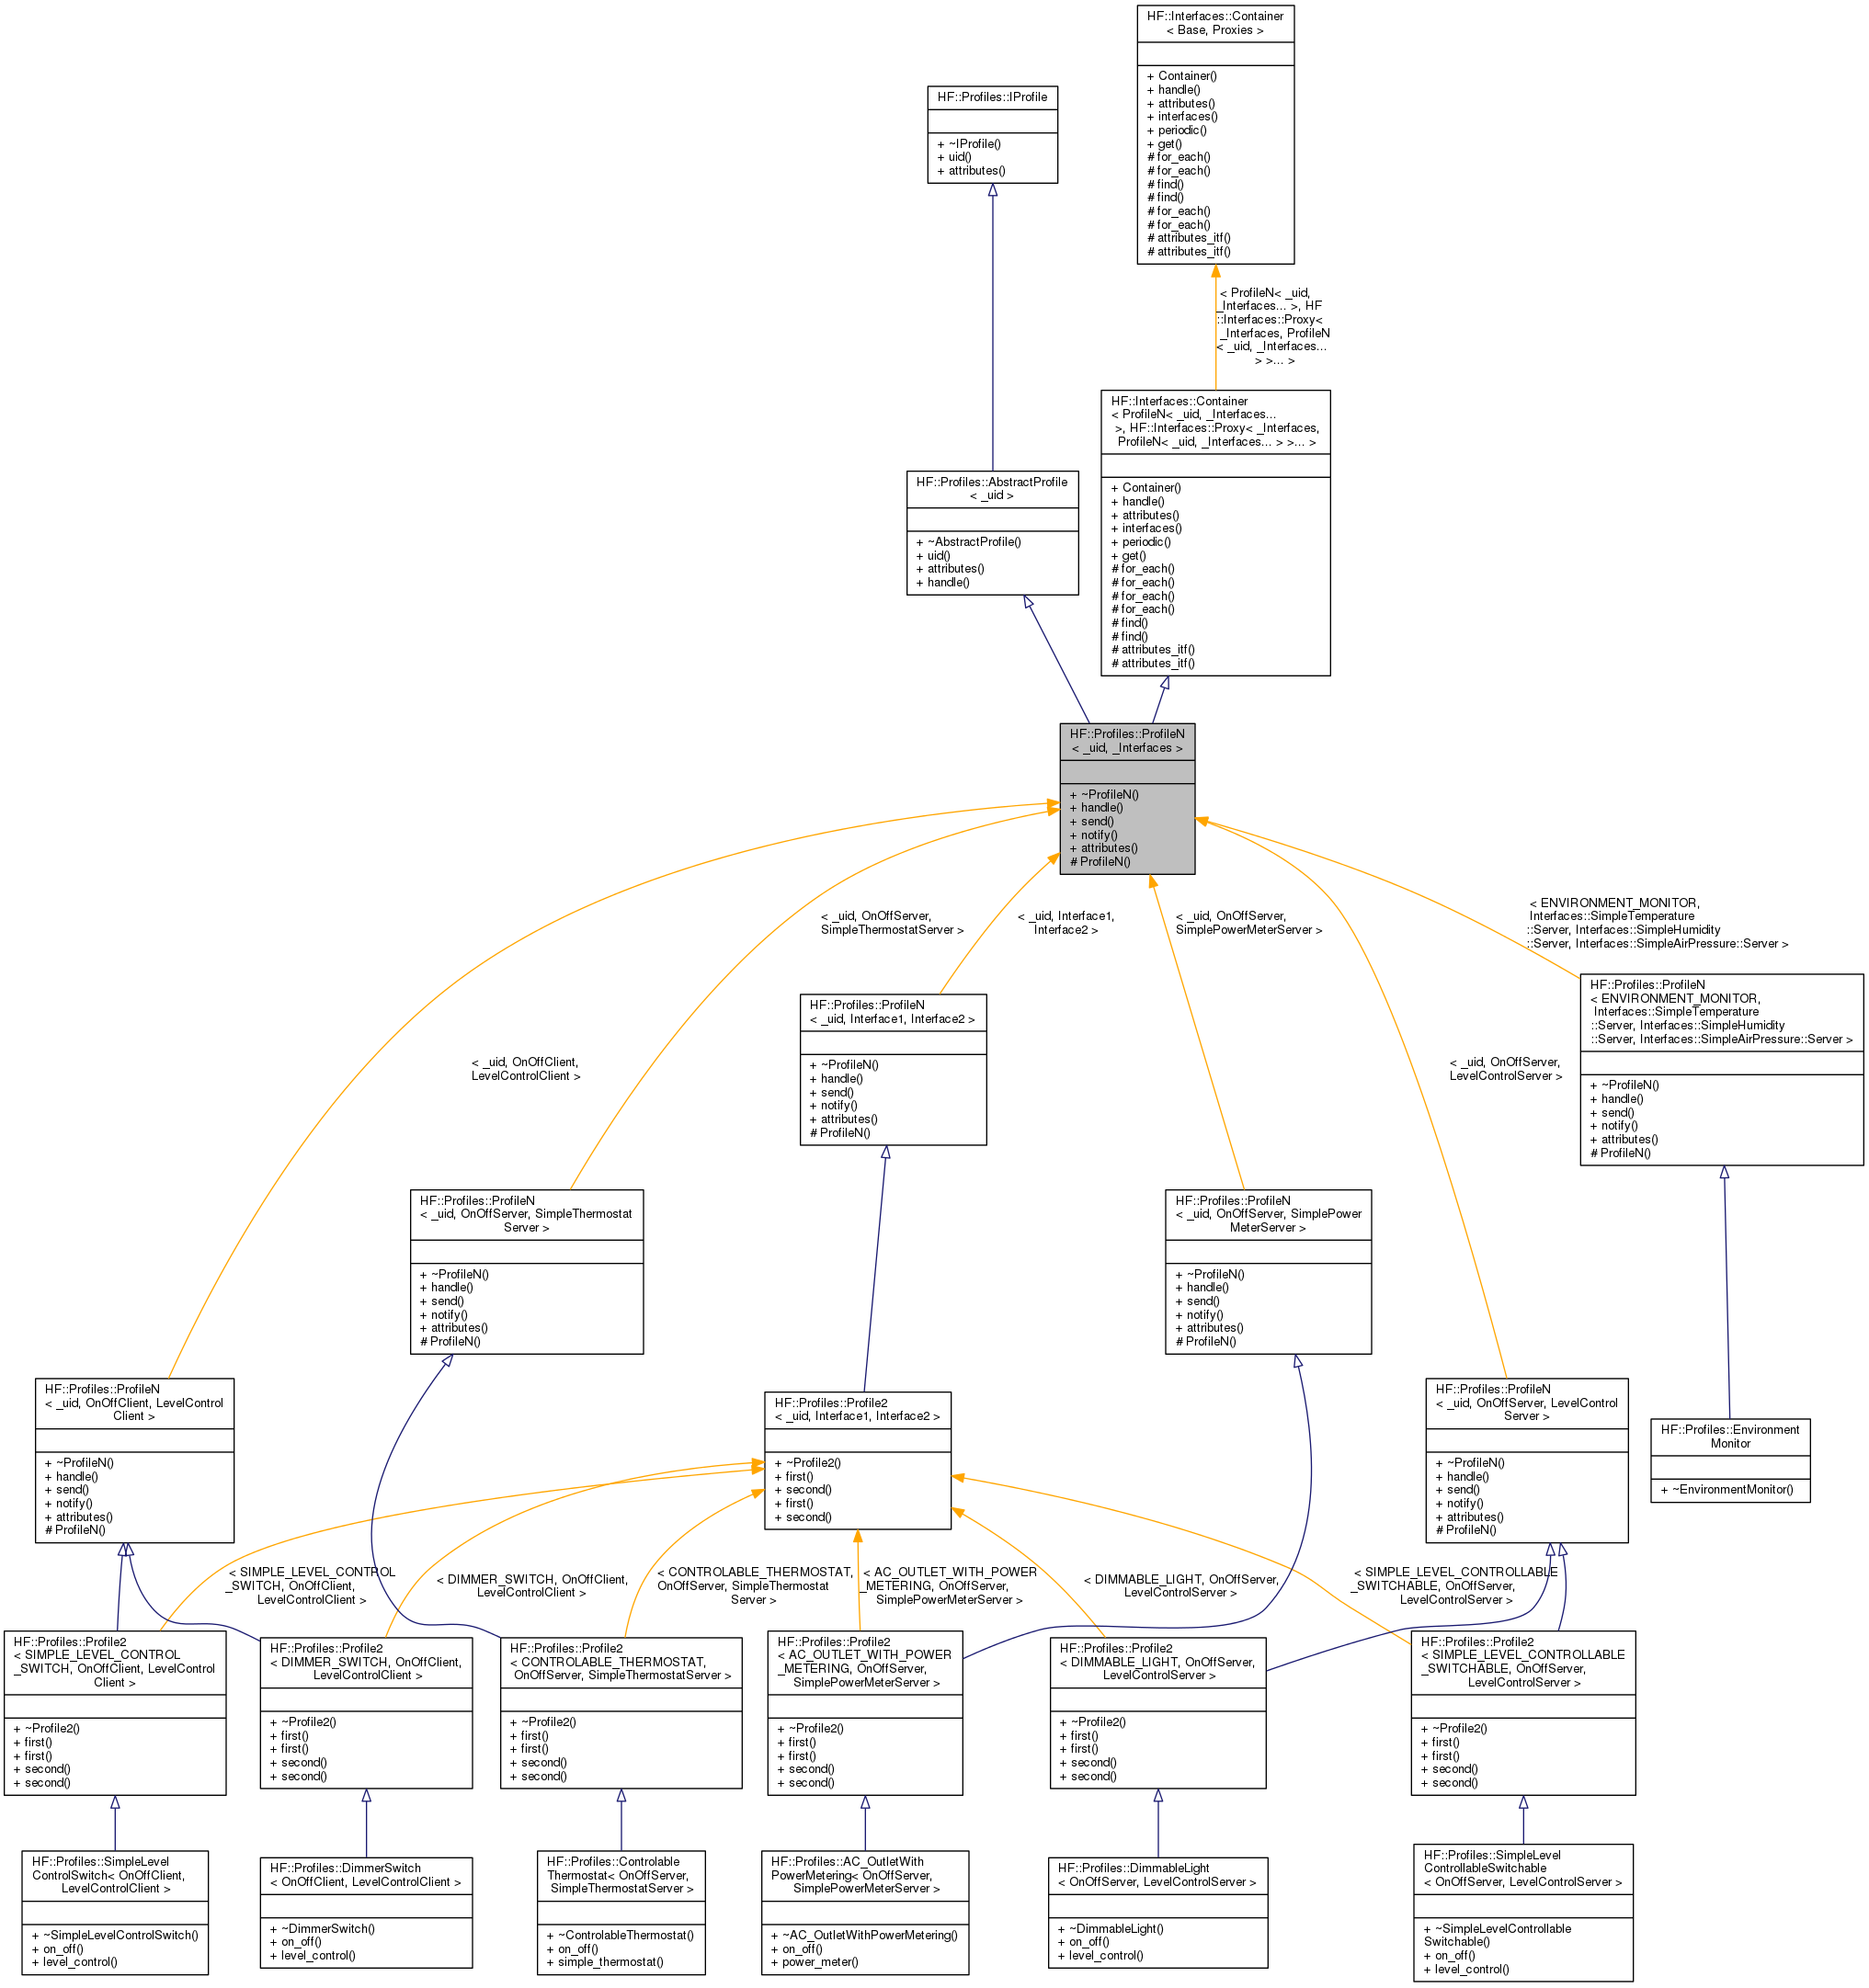 HF::Interfaces::Container
< Base, Proxies >
+ Container()
+ handle()
+ attributes()
+ interfaces()
+ periodic()
+ get()
# for_each()
# for_each()
# find()
# find()
# for_each()
# for_each()
# attributes_itf()
# attributes_itf()
HF::Profiles::IProfile
+ ~IProfile()
+ uid()
+ attributes()
< ProfileN< _uid,
_Interfaces... >, HF
::Interfaces::Proxy<
_Interfaces, ProfileN
< _uid, _Interfaces...
> >... >
HF::Interfaces::Container
< ProfileN< _uid, _Interfaces...
>, HF::Interfaces::Proxy< _Interfaces,
ProfileN< _uid, _Interfaces... > >... >
+ Container()
+ handle()
+ attributes()
+ interfaces()
+ periodic()
+ get()
# for_each()
# for_each()
# for_each()
# for_each()
# find()
# find()
# attributes_itf()
# attributes_itf()
HF::Profiles::AbstractProfile
< _uid >
+ ~AbstractProfile()
+ uid()
+ attributes()
+ handle()
HF::Profiles::ProfileN
< _uid, _Interfaces >
+ ~ProfileN()
+ handle()
+ send()
+ notify()
+ attributes()
# ProfileN()
< _uid, OnOffServer,
SimpleThermostatServer >
< _uid, Interface1,
Interface2 >
< _uid, OnOffServer,
SimplePowerMeterServer >
< ENVIRONMENT_MONITOR,
Interfaces::SimpleTemperature
::Server, Interfaces::SimpleHumidity
::Server, Interfaces::SimpleAirPressure::Server >
< _uid, OnOffClient,
LevelControlClient >
< _uid, OnOffServer,
LevelControlServer >
HF::Profiles::ProfileN
< _uid, Interface1, Interface2 >
+ ~ProfileN()
+ handle()
+ send()
+ notify()
+ attributes()
# ProfileN()
HF::Profiles::ProfileN
< ENVIRONMENT_MONITOR,
Interfaces::SimpleTemperature
::Server, Interfaces::SimpleHumidity
::Server, Interfaces::SimpleAirPressure::Server >
+ ~ProfileN()
+ handle()
+ send()
+ notify()
+ attributes()
# ProfileN()
HF::Profiles::ProfileN
< _uid, OnOffServer, SimpleThermostat
Server >
+ ~ProfileN()
+ handle()
+ send()
+ notify()
+ attributes()
# ProfileN()
HF::Profiles::ProfileN
< _uid, OnOffServer, SimplePower
MeterServer >
+ ~ProfileN()
+ handle()
+ send()
+ notify()
+ attributes()
# ProfileN()
HF::Profiles::ProfileN
< _uid, OnOffClient, LevelControl
Client >
+ ~ProfileN()
+ handle()
+ send()
+ notify()
+ attributes()
# ProfileN()
HF::Profiles::Profile2
< _uid, Interface1, Interface2 >
+ ~Profile2()
+ first()
+ second()
+ first()
+ second()
HF::Profiles::ProfileN
< _uid, OnOffServer, LevelControl
Server >
+ ~ProfileN()
+ handle()
+ send()
+ notify()
+ attributes()
# ProfileN()
HF::Profiles::Environment
Monitor
+ ~EnvironmentMonitor()
< SIMPLE_LEVEL_CONTROL
_SWITCH, OnOffClient,
LevelControlClient >
< DIMMER_SWITCH, OnOffClient,
LevelControlClient >
< CONTROLABLE_THERMOSTAT,
OnOffServer, SimpleThermostat
Server >
< AC_OUTLET_WITH_POWER
_METERING, OnOffServer,
SimplePowerMeterServer >
< DIMMABLE_LIGHT, OnOffServer,
LevelControlServer >
< SIMPLE_LEVEL_CONTROLLABLE
_SWITCHABLE, OnOffServer,
LevelControlServer >
HF::Profiles::Profile2
< SIMPLE_LEVEL_CONTROL
_SWITCH, OnOffClient, LevelControl
Client >
+ ~Profile2()
+ first()
+ first()
+ second()
+ second()
HF::Profiles::Profile2
< DIMMER_SWITCH, OnOffClient,
LevelControlClient >
+ ~Profile2()
+ first()
+ first()
+ second()
+ second()
HF::Profiles::Profile2
< CONTROLABLE_THERMOSTAT,
OnOffServer, SimpleThermostatServer >
+ ~Profile2()
+ first()
+ first()
+ second()
+ second()
HF::Profiles::Profile2
< AC_OUTLET_WITH_POWER
_METERING, OnOffServer,
SimplePowerMeterServer >
+ ~Profile2()
+ first()
+ first()
+ second()
+ second()
HF::Profiles::Profile2
< DIMMABLE_LIGHT, OnOffServer,
LevelControlServer >
+ ~Profile2()
+ first()
+ first()
+ second()
+ second()
HF::Profiles::Profile2
< SIMPLE_LEVEL_CONTROLLABLE
_SWITCHABLE, OnOffServer,
LevelControlServer >
+ ~Profile2()
+ first()
+ first()
+ second()
+ second()
HF::Profiles::SimpleLevel
ControlSwitch< OnOffClient,
LevelControlClient >
+ ~SimpleLevelControlSwitch()
+ on_off()
+ level_control()
HF::Profiles::DimmerSwitch
< OnOffClient, LevelControlClient >
+ ~DimmerSwitch()
+ on_off()
+ level_control()
HF::Profiles::Controlable
Thermostat< OnOffServer,
SimpleThermostatServer >
+ ~ControlableThermostat()
+ on_off()
+ simple_thermostat()
HF::Profiles::AC_OutletWith
PowerMetering< OnOffServer,
SimplePowerMeterServer >
+ ~AC_OutletWithPowerMetering()
+ on_off()
+ power_meter()
HF::Profiles::DimmableLight
< OnOffServer, LevelControlServer >
+ ~DimmableLight()
+ on_off()
+ level_control()
HF::Profiles::SimpleLevel
ControllableSwitchable
< OnOffServer, LevelControlServer >
+ ~SimpleLevelControllable
Switchable()
+ on_off()
+ level_control()